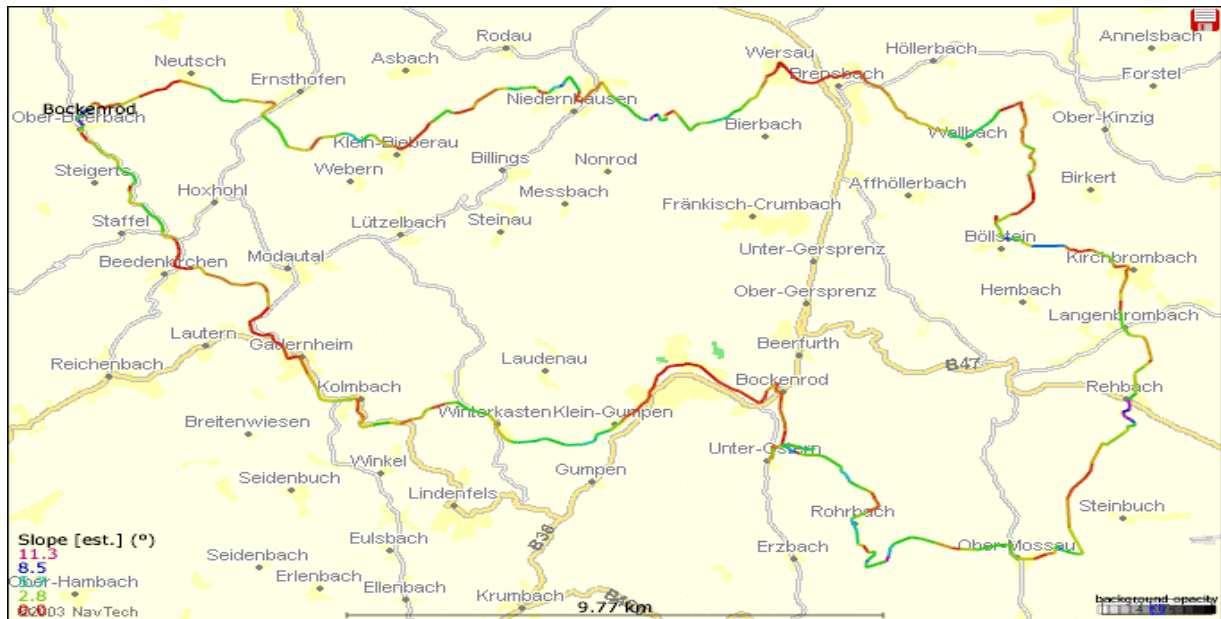 Rodau
Annelsbach
Wersau
Höllerbach
Neutsch
Asbach
Ernsthofen
Brensbach
Forstel
Niedernhausen
Bockenrod
Ober-Beerbach
Ober-Kinzig
Bierbach
Wallbach
Klein-Bieberau
Billings
Nonrod
Steigerts
Webern
Birkert
Hoxhohl
Messbach
Affhöllerbach
Fränkisch-Crumbach
Staffel
Lützelbach
Steinau
Böllstein
Unter-Gersprenz
Beedenkirchen
Modautal
Kirchbrombach
Ober-Gersprenz
Hembach
Langenbrombach
Lautern
Gadernheim
Beerfurth
Reichenbach
Laudenau
B47
Kolmbach
Bockenrod
Rehbach
Winterkasten
Klein-Gumpen
Breitenwiesen
Unter-Ostern
Winkel
Gumpen
Seidenbuch
Lindenfels
Steinbuch
Rohrbach
B38
Slope [est.] (°)
Eulsbach
Ober-Mossau
11.3
Seidenbach
Erzbach
8.5
Ober-Hambach
Erlenbach
Ellenbach
2.8
Krumbach
9.77 km
background opacity
0.0
©2003 NavTech